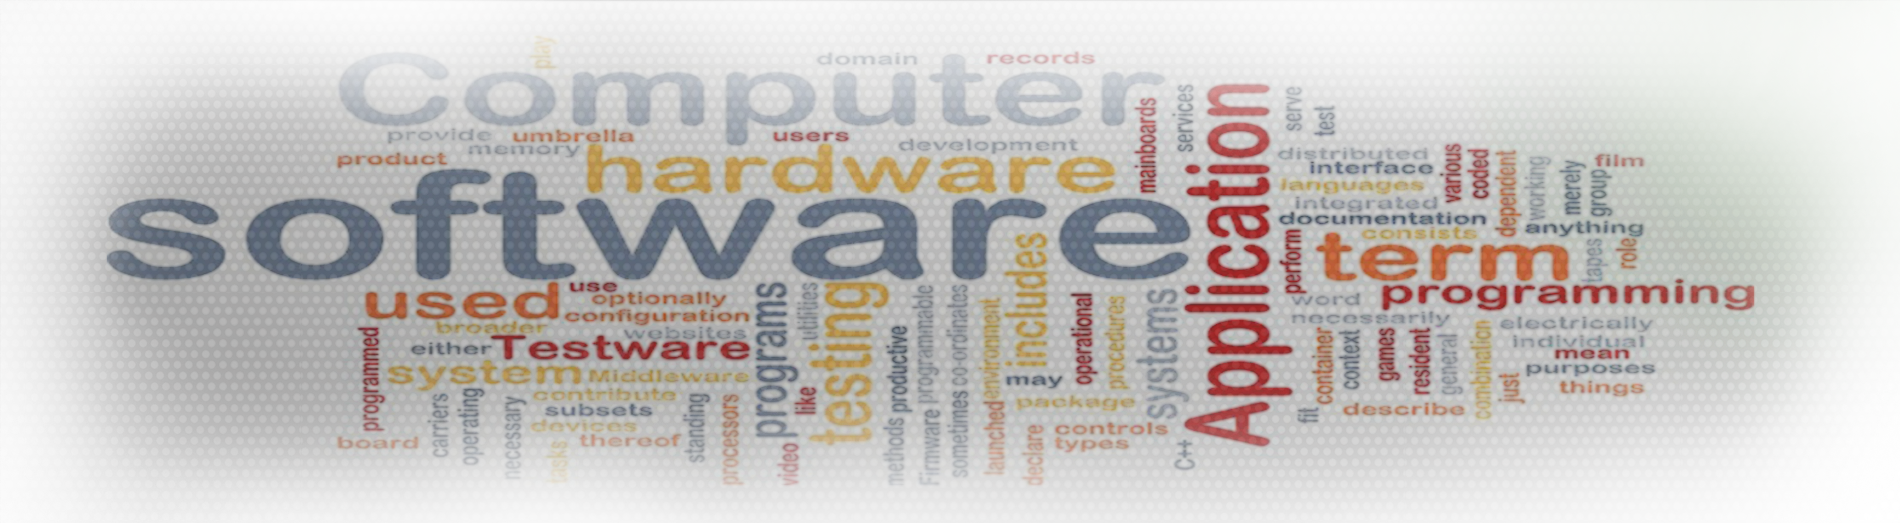 play
domain
records
Computer
provide
umbrella
users
memory
development
product
hardware
mainboards
services
software
Application
serve
test
distributed
interface
languages
integrated
documentation
consists
various
coded
dependent
working
merely
group
film
anything
perform
term
tapes
role
word
programming
necessarily
electrically
individual
mean
purposes
things
container
context
games
resident
general
combination
just
fit
describe
used
use
optionally
configuration
broader
websites
either
Testware
programmed
system
Middleware
contribute
subsets
devices
thereof
board
carriers
operating
necessary
tasks
standing
processors
programs
utilities
like
video
testing
productive
methods
programmable
Firmware
co-ordinates
sometimes
environment
launched
includes
may
operational
procedures
package
declare
controls
types
systems
C++